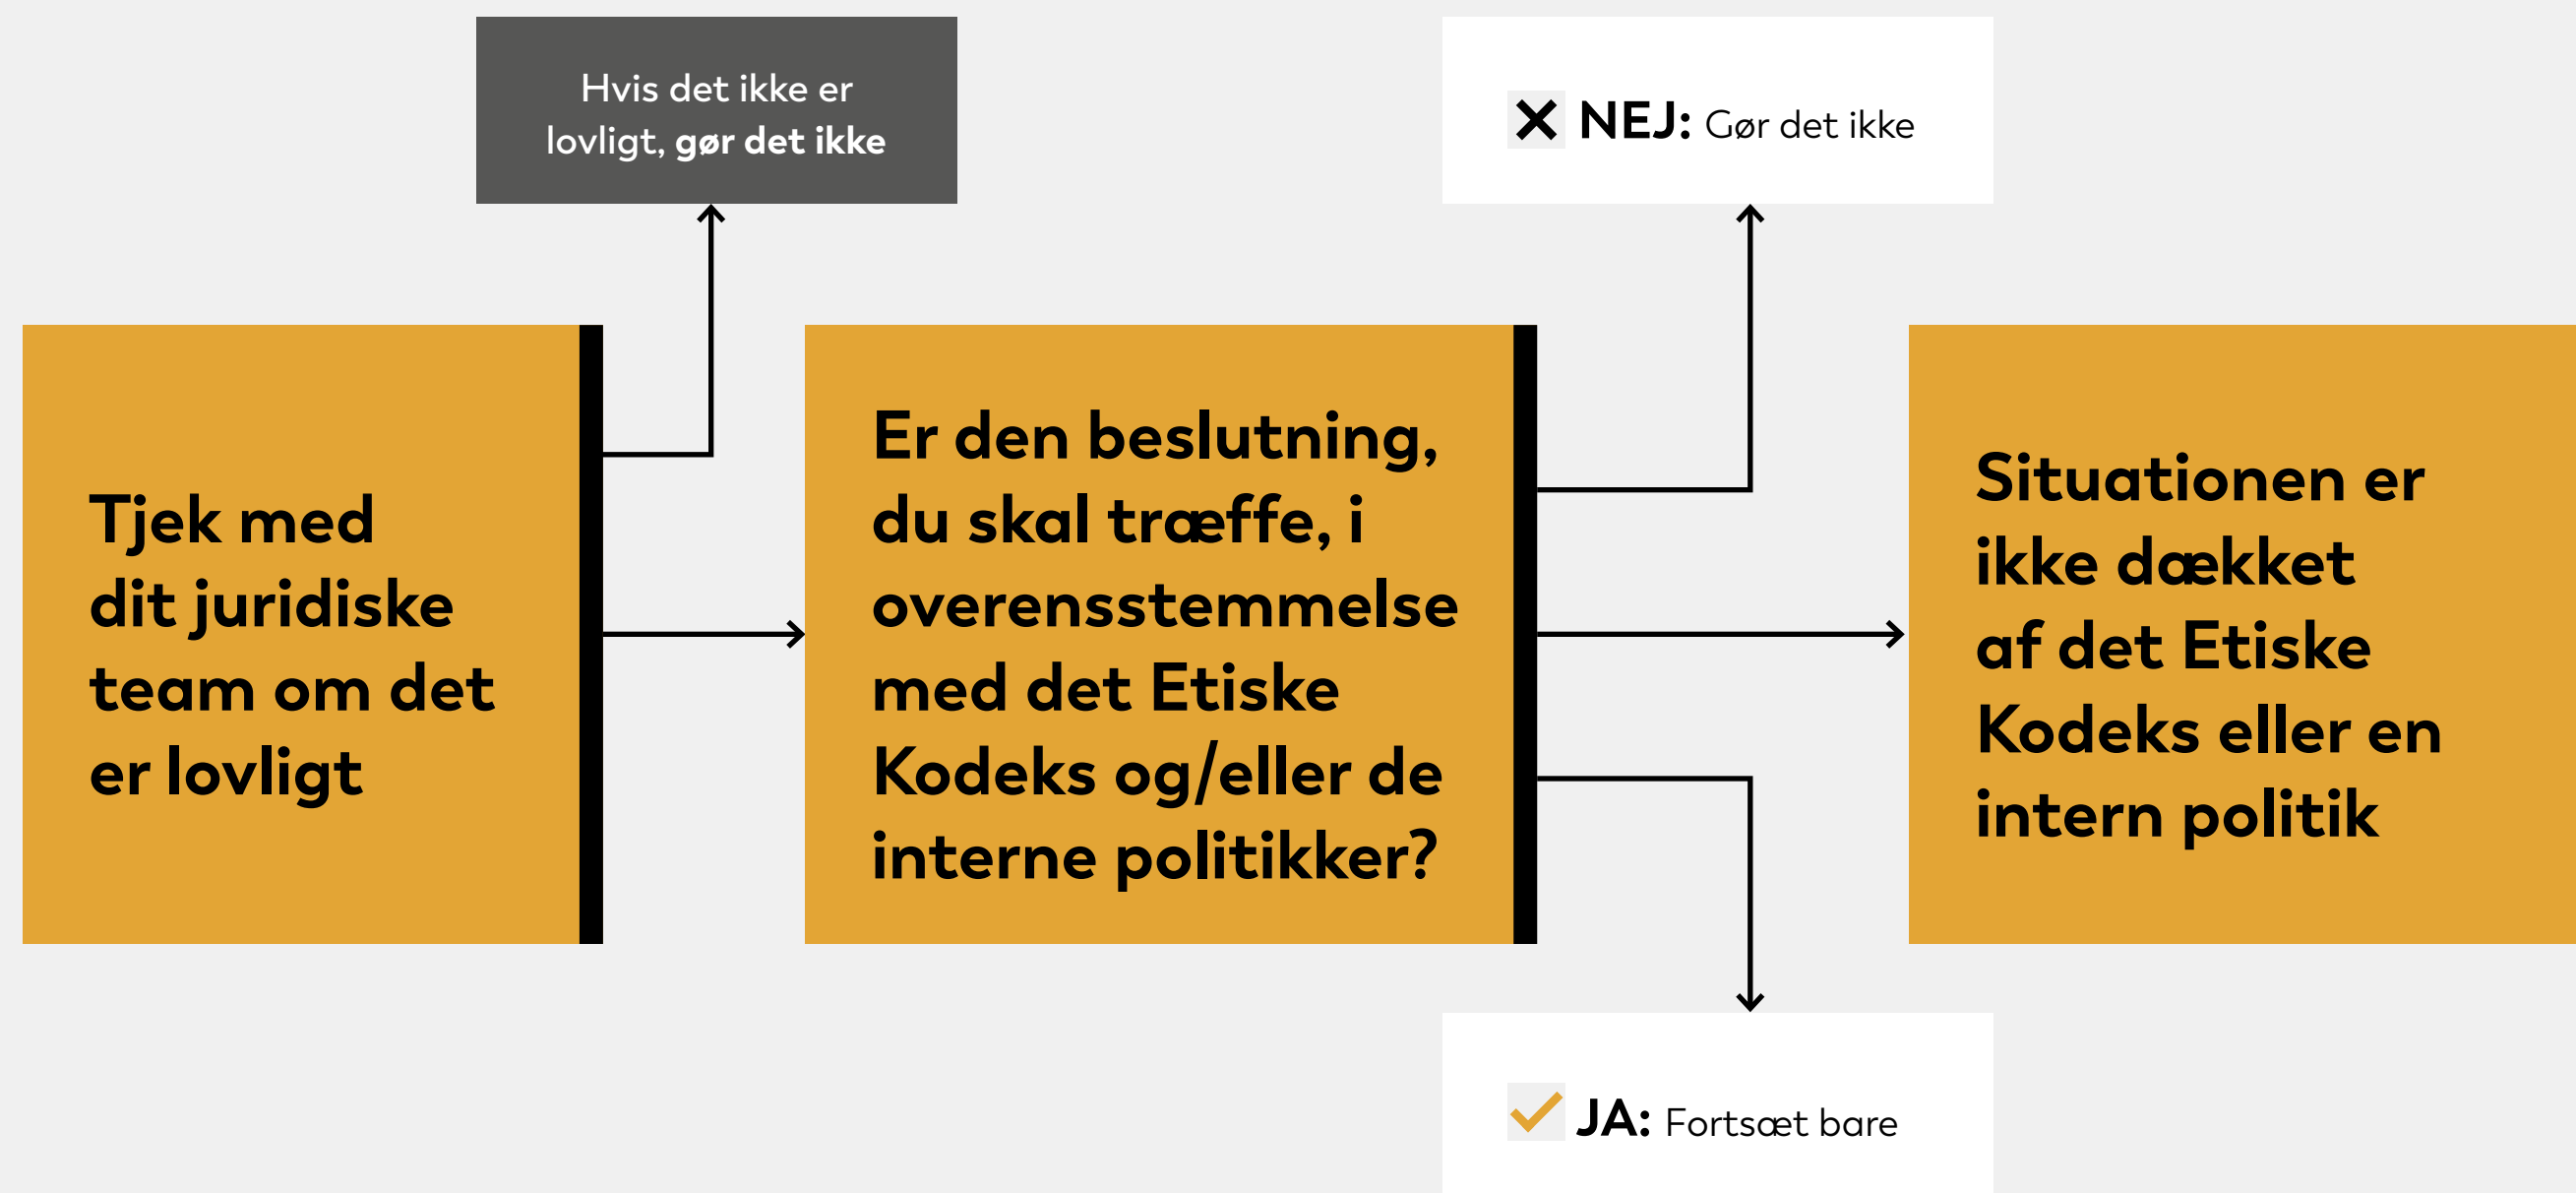 Hvis det ikke er
lovligt, gør det ikke
NEJ: Gør det ikke
Tjek med
dit juridiske
team om det
er lovligt
Er den beslutning,
du skal træffe, i
overensstemmelse
med det Etiske
Kodeks og/eller de
interne politikker?
Situationen er
ikke dækket
af det Etiske
Kodeks eller en
intern politik
JA: Fortsæt bare